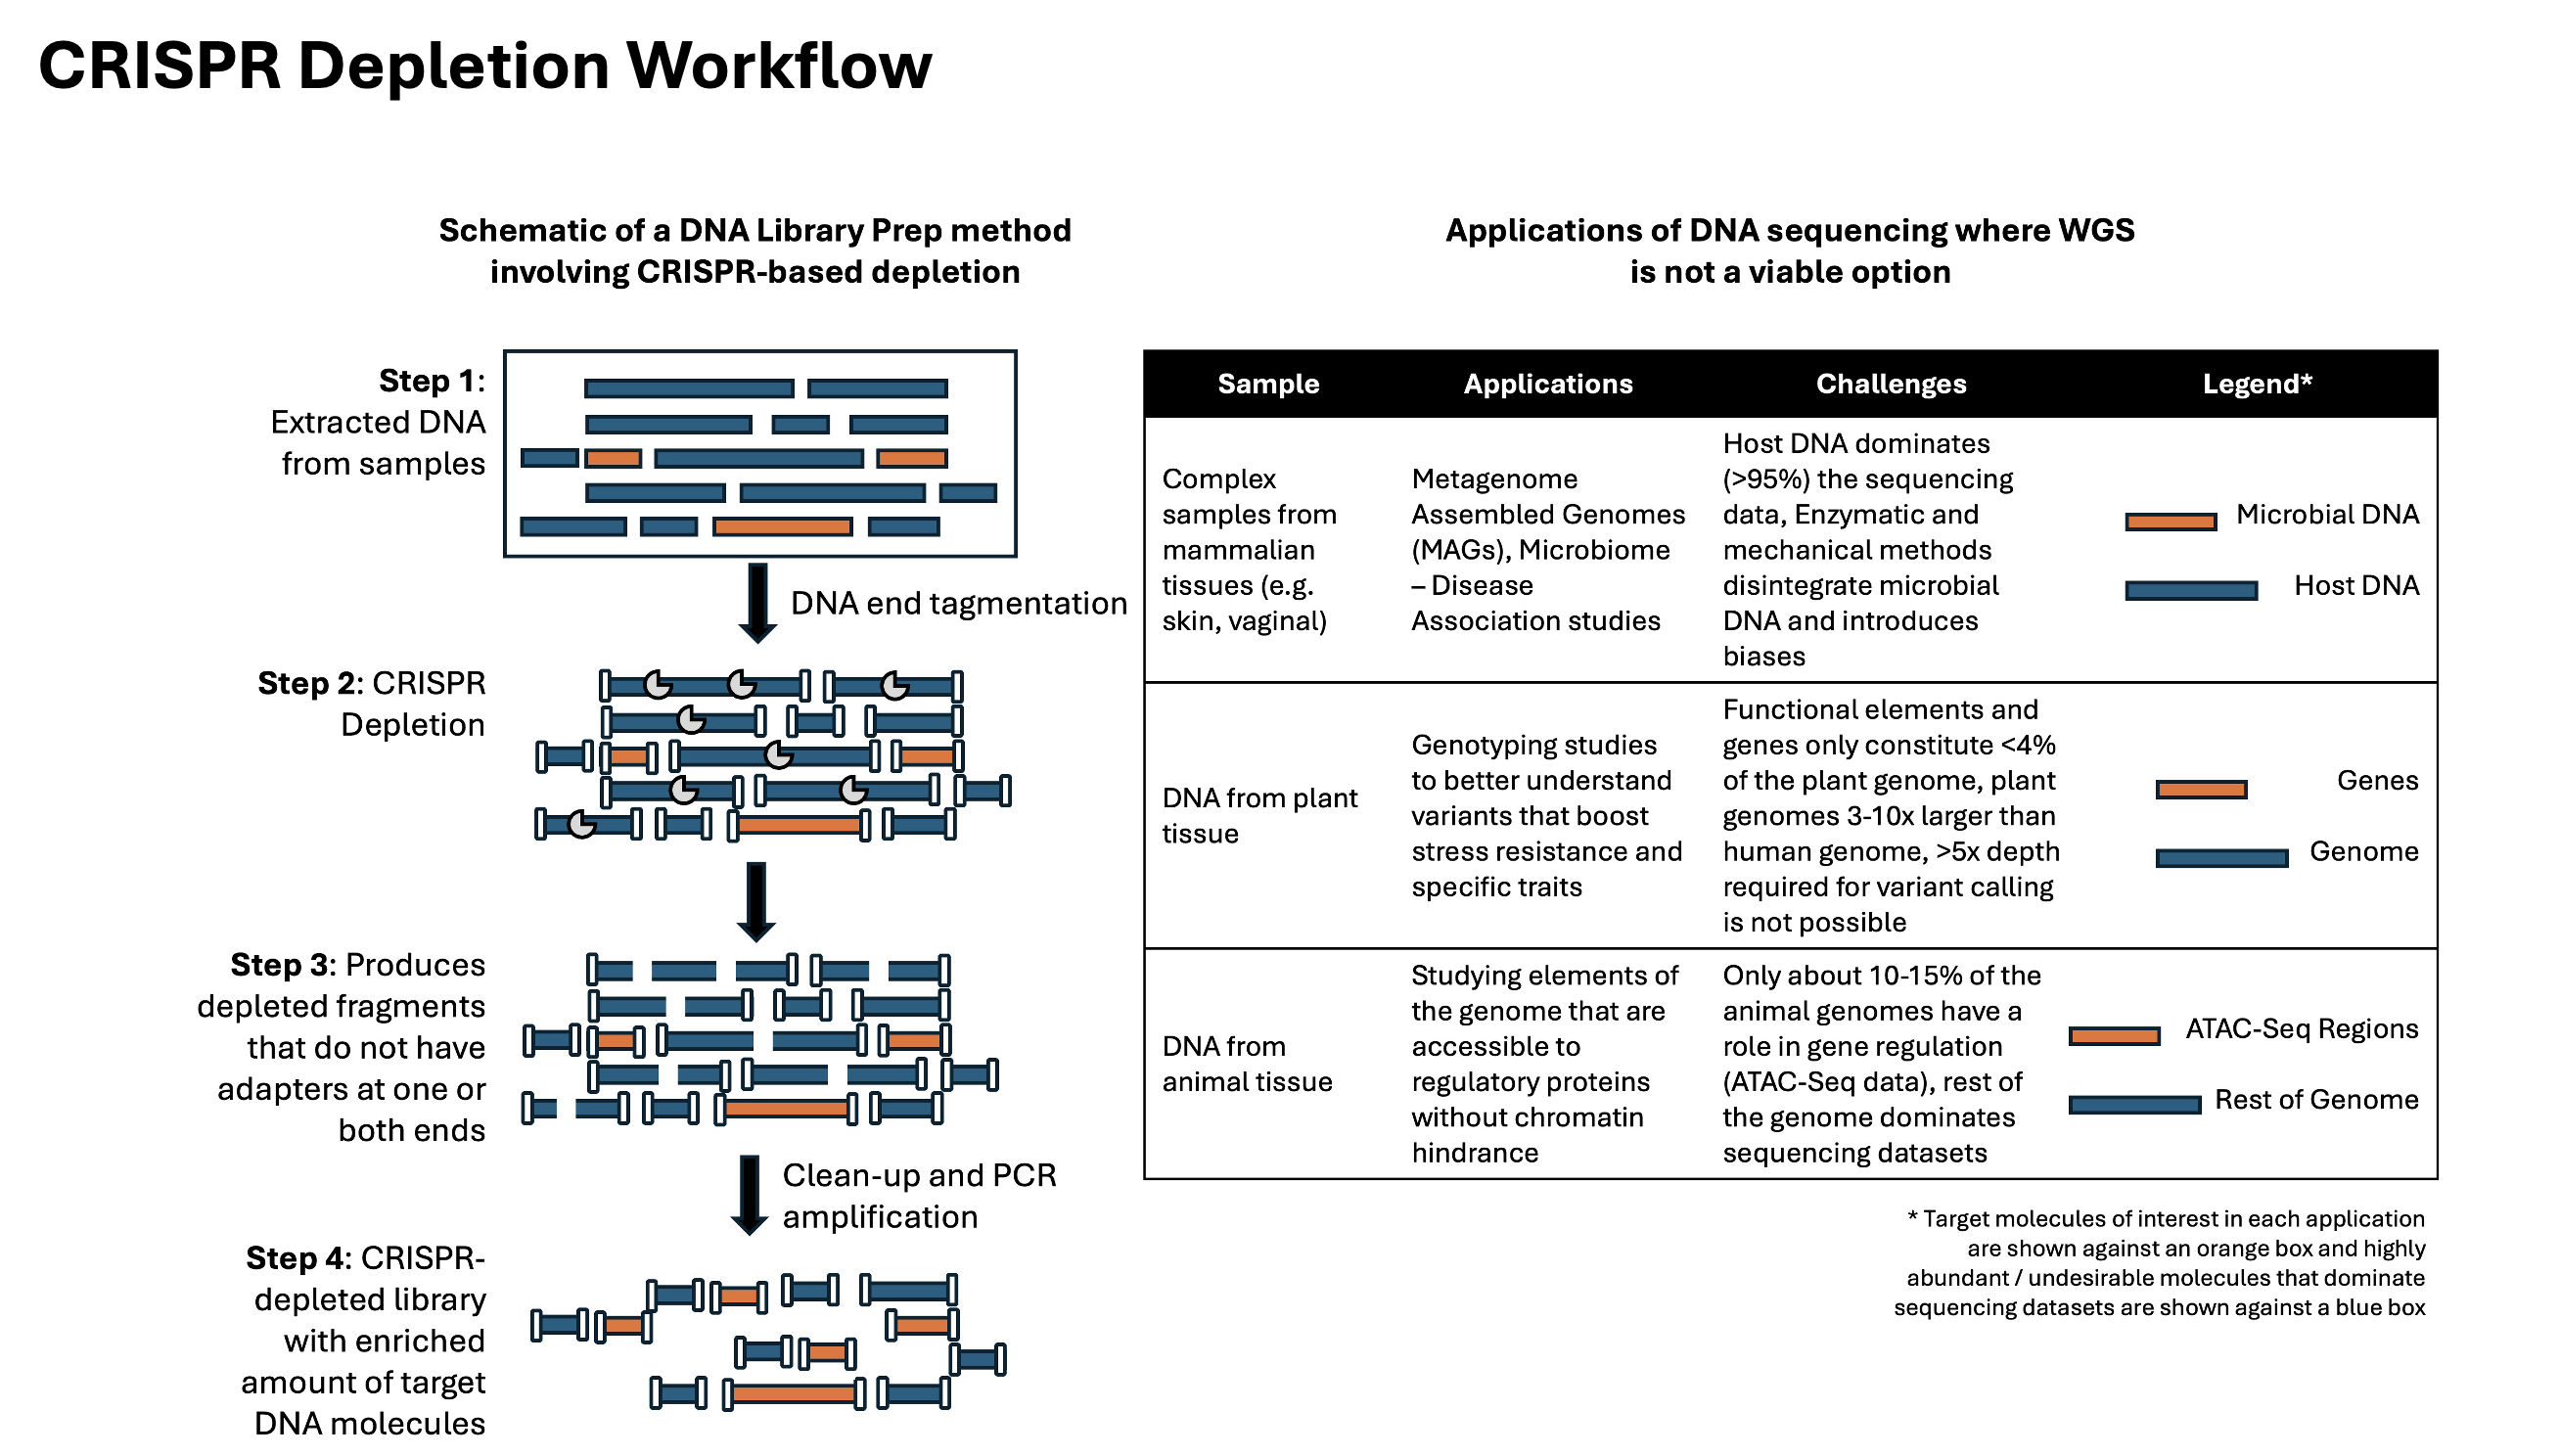 CRISPR Depletion Workflow
Schematic of a DNA Library Prep method
involving CRISPR-based depletion
Step 1:
Extracted DNA
from samples
DNA end tagmentation
Step 2: CRISPR
Depletion
Step 3: Produces
depleted fragments
that do not have
adapters at one or
both ends
Clean-up and PCR
amplification
Step 4: CRISPR-
depleted library
with enriched
amount of target
DNA molecules
Applications of DNA sequencing where WGS
is not a viable option
Sample
Applications
Challenges
Legend*
Complex
samples from
mammalian
tissues (e.g.
skin, vaginal)
Metagenome
Assembled Genomes
(MAGs), Microbiome
– Disease
Association studies
Host DNA dominates
(>95%) the sequencing
data, Enzymatic and
mechanical methods
disintegrate microbial
DNA and introduces
biases
Microbial DNA
Host DNA
DNA from plant
tissue
Genotyping studies
to better understand
variants that boost
stress resistance and
specific traits
Functional elements and
genes only constitute <4%
of the plant genome, plant
genomes 3-10x larger than
human genome, >5x depth
required for variant calling
is not possible
Genes
Genome
DNA from
animal tissue
Studying elements of
the genome that are
accessible to
regulatory proteins
without chromatin
hindrance
Only about 10-15% of the
animal genomes have a
role in gene regulation
(ATAC-Seq data), rest of
the genome dominates
sequencing datasets
ATAC-Seq Regions
Rest of Genome
* Target molecules of interest in each application
are shown against an orange box and highly
abundant / undesirable molecules that dominate
sequencing datasets are shown against a blue box